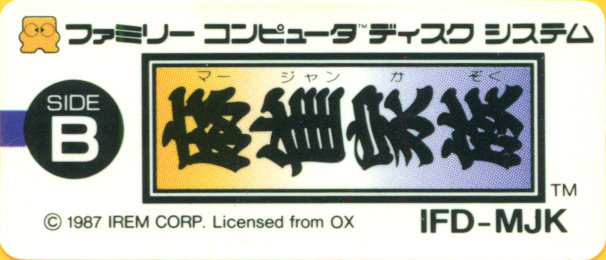 ファミリー コンピュータ™ ディスク システム
SIDE
B
マー ジャン か ぞく
麻雀家族
TM
© 1987 IREM CORP. Licensed from OX
IFD-MJK